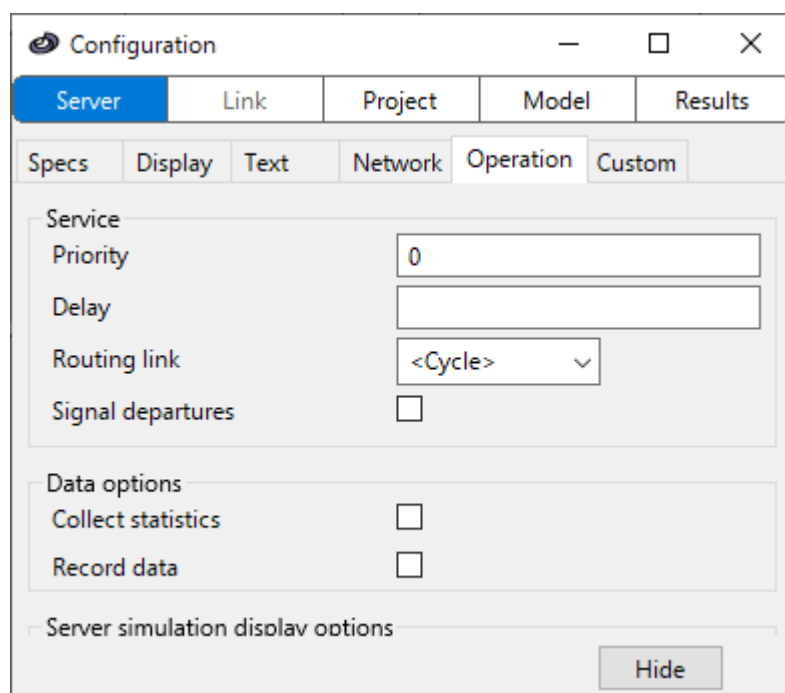 Configuration
Server Link Project Model Results
Specs Display Text Network Operation Custom
Service
Priority 0
Delay
Routing link <Cycle>
Signal departures
Data options
Collect statistics
Record data
Server simulation display options
Hide